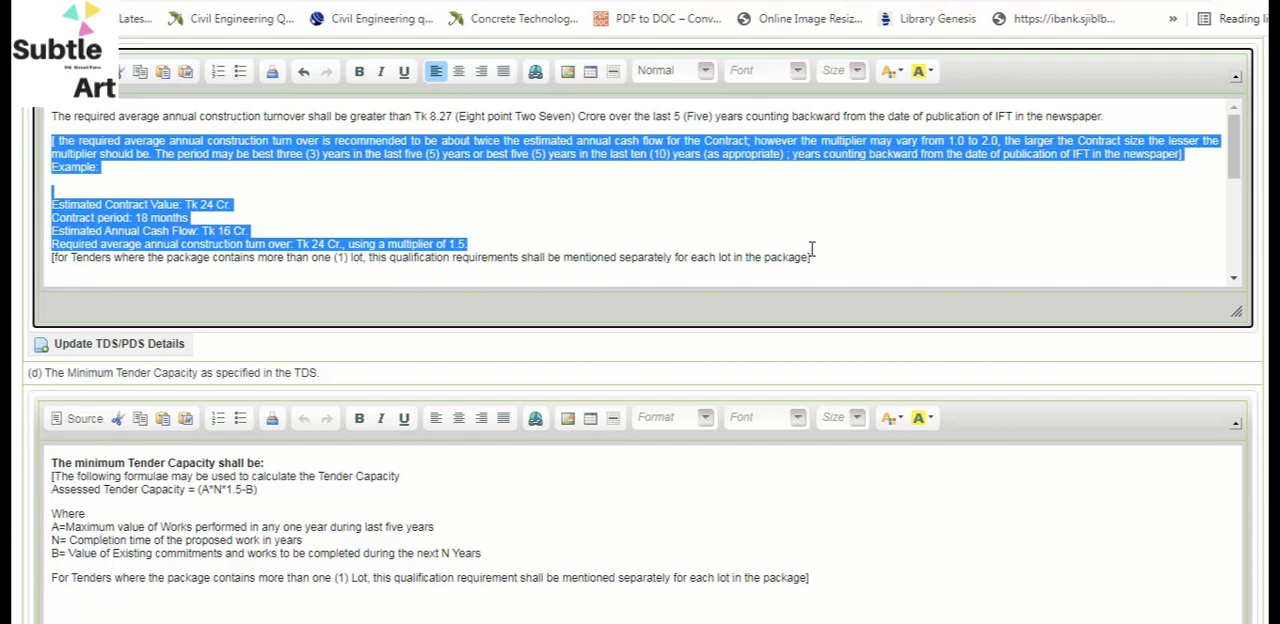 Lates...
Civil Engineering Q...
Civil Engineering q...
Concrete Technolog...
PDF to DOC – Conv...
Online Image Resiz...
Library Genesis
https://ibank.sjiblb...
»
Reading li
Subtle
Art
B I U
Normal
Font
Size
The required average annual construction turnover shall be greater than Tk 8.27 (Eight point Two Seven) Crore over the last 5 (Five) years counting backward from the date of publication of IFT in the newspaper.
[ the required average annual construction turn over is recommended to be about twice the estimated annual cash flow for the Contract; however the multiplier may vary from 1.0 to 2.0, the larger the Contract size the lesser the
multiplier should be. The period may be best three (3) years in the last five (5) years or best five (5) years in the last ten (10) years (as appropriate) ; years counting backward from the date of publication of IFT in the newspaper]
Example:
Estimated Contract Value: Tk 24 Cr.
Contract period: 18 months
Estimated Annual Cash Flow: Tk 16 Cr.
Required average annual construction turn over: Tk 24 Cr., using a multiplier of 1.5.
[for Tenders where the package contains more than one (1) lot, this qualification requirements shall be mentioned separately for each lot in the package]
Update TDS/PDS Details
(d) The Minimum Tender Capacity as specified in the TDS.
Source
B I U
Format
Font
Size
The minimum Tender Capacity shall be:
[The following formulae may be used to calculate the Tender Capacity
Assessed Tender Capacity = (A*N*1.5-B)
Where
A=Maximum value of Works performed in any one year during last five years
N= Completion time of the proposed work in years
B= Value of Existing commitments and works to be completed during the next N Years
For Tenders where the package contains more than one (1) Lot, this qualification requirement shall be mentioned separately for each lot in the package]